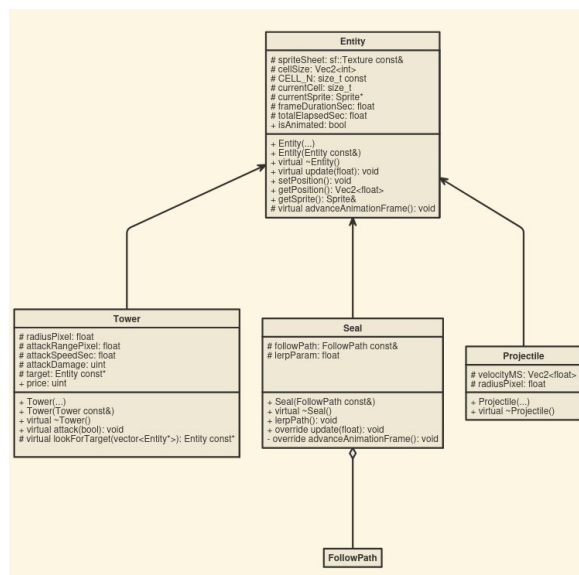 Entity
# spriteSheet: sf::Texture const&
# cellSize: Vec2<int>
# CELL_N: size_t const
# currentCell: size_t
# currentSprite: Sprite*
# frameDurationSec: float
# totalElapsedSec: float
+ isAnimated: bool
+ Entity(...)
+ Entity(Entity const&)
+ virtual ~Entity()
+ virtual update(float): void
+ setPosition(): void
+ getPosition(): Vec2<float>
+ getSprite(): Sprite&
# virtual advanceAnimationFrame(): void
Tower
# radiusPixel: float
# attackRangePixel: float
# attackSpeedSec: float
# attackDamage: uint
# target: Entity const*
+ price: uint
+ Tower(...)
+ Tower(Tower const&)
+ virtual ~Tower()
+ virtual attack(bool): void
# virtual lookForTarget(vector<Entity*>): Entity const*
Seal
# followPath: FollowPath const&
# lerpParam: float
+ Seal(FollowPath const&)
+ virtual ~Seal()
+ lerpPath(): void
+ override update(float): void
- override advanceAnimationFrame(): void
Projectile
# velocityMS: Vec2<float>
# radiusPixel: float
+ Projectile(...)
+ virtual ~Projectile()
FollowPath